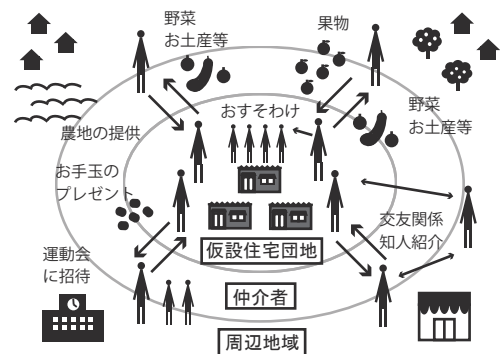 野菜
お土産等
果物
おすそわけ
野菜
お土産等
農地の提供
お手玉の
プレゼント
交友関係
知人紹介
運動会
に招待
仮設住宅団地
仲介者
周辺地域